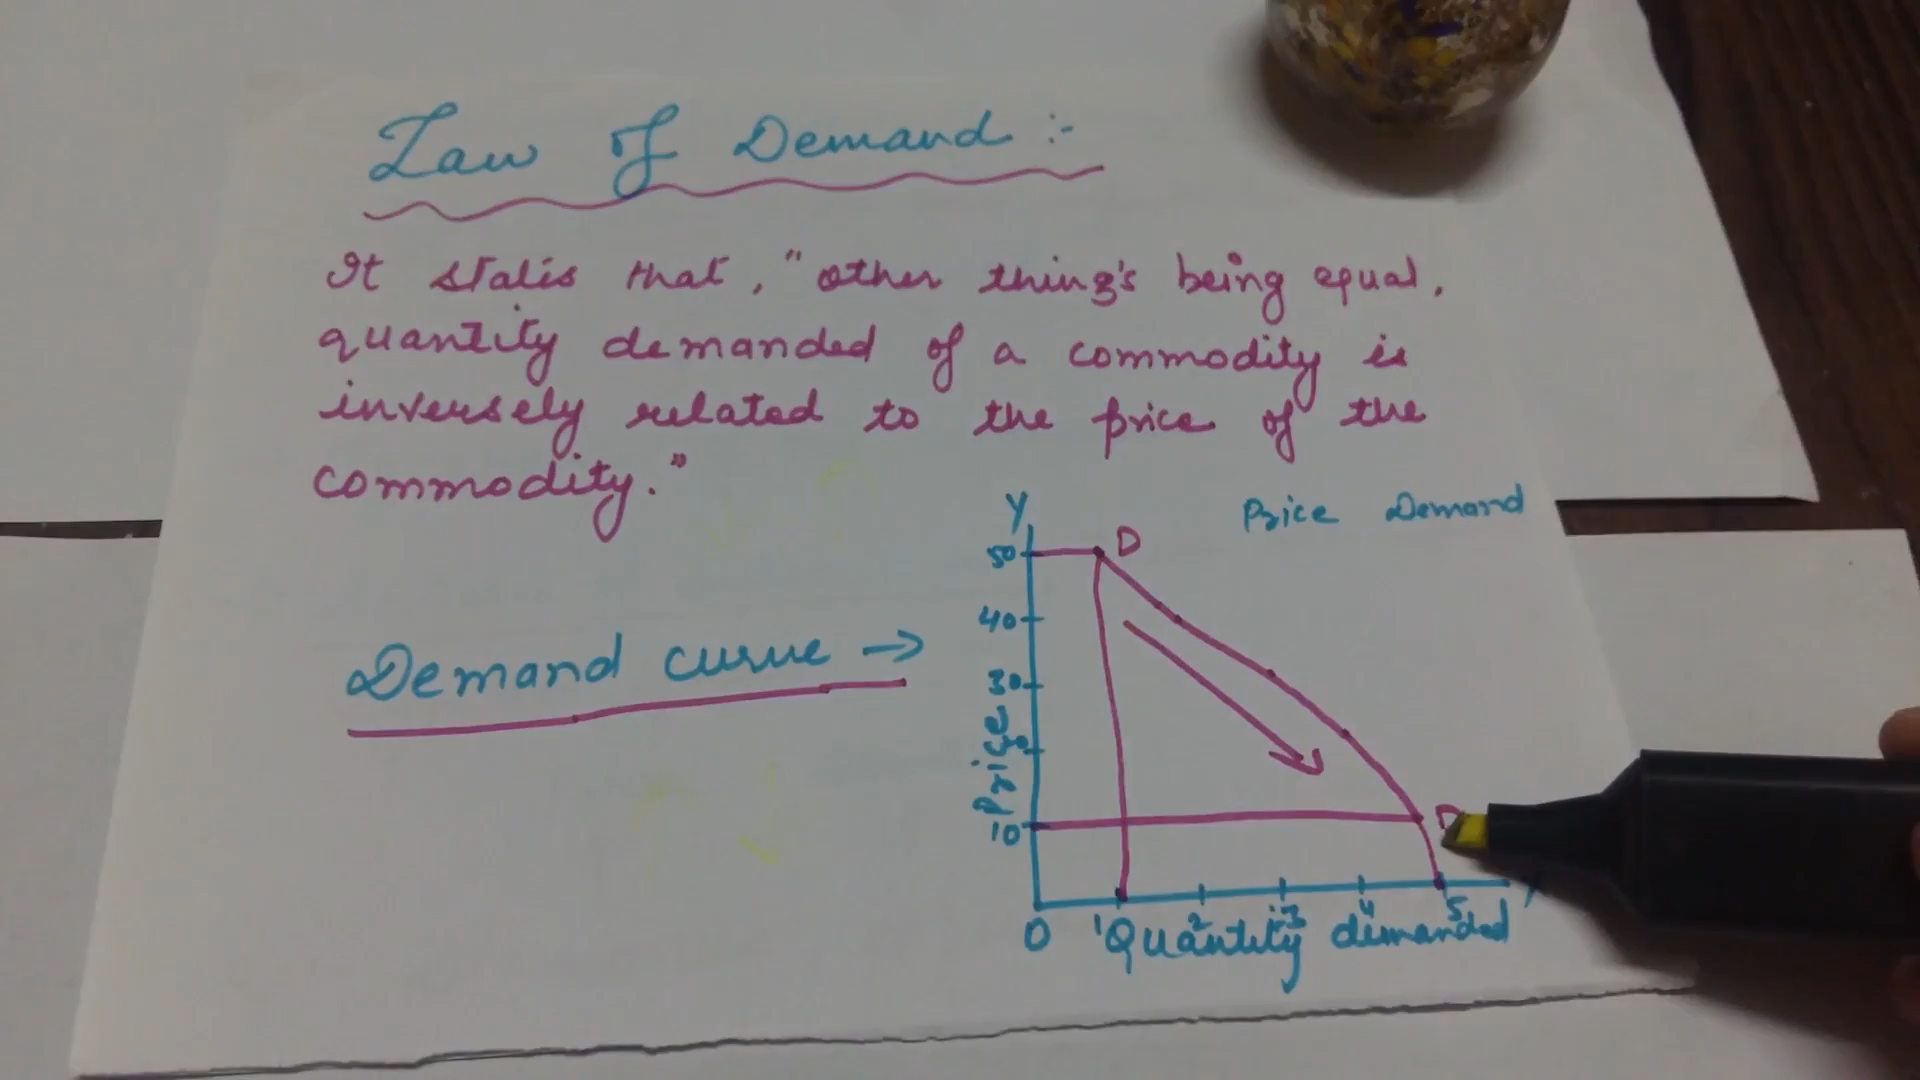 Law of Demand :-
It states that, "other thing's being equal,
quantity demanded of a commodity is
inversely related to the price of the
commodity."
Price Demand
Demand curve →
Y
50
40
30
10
Price
D
D
0 1 2 3 4 5
Quantity demanded